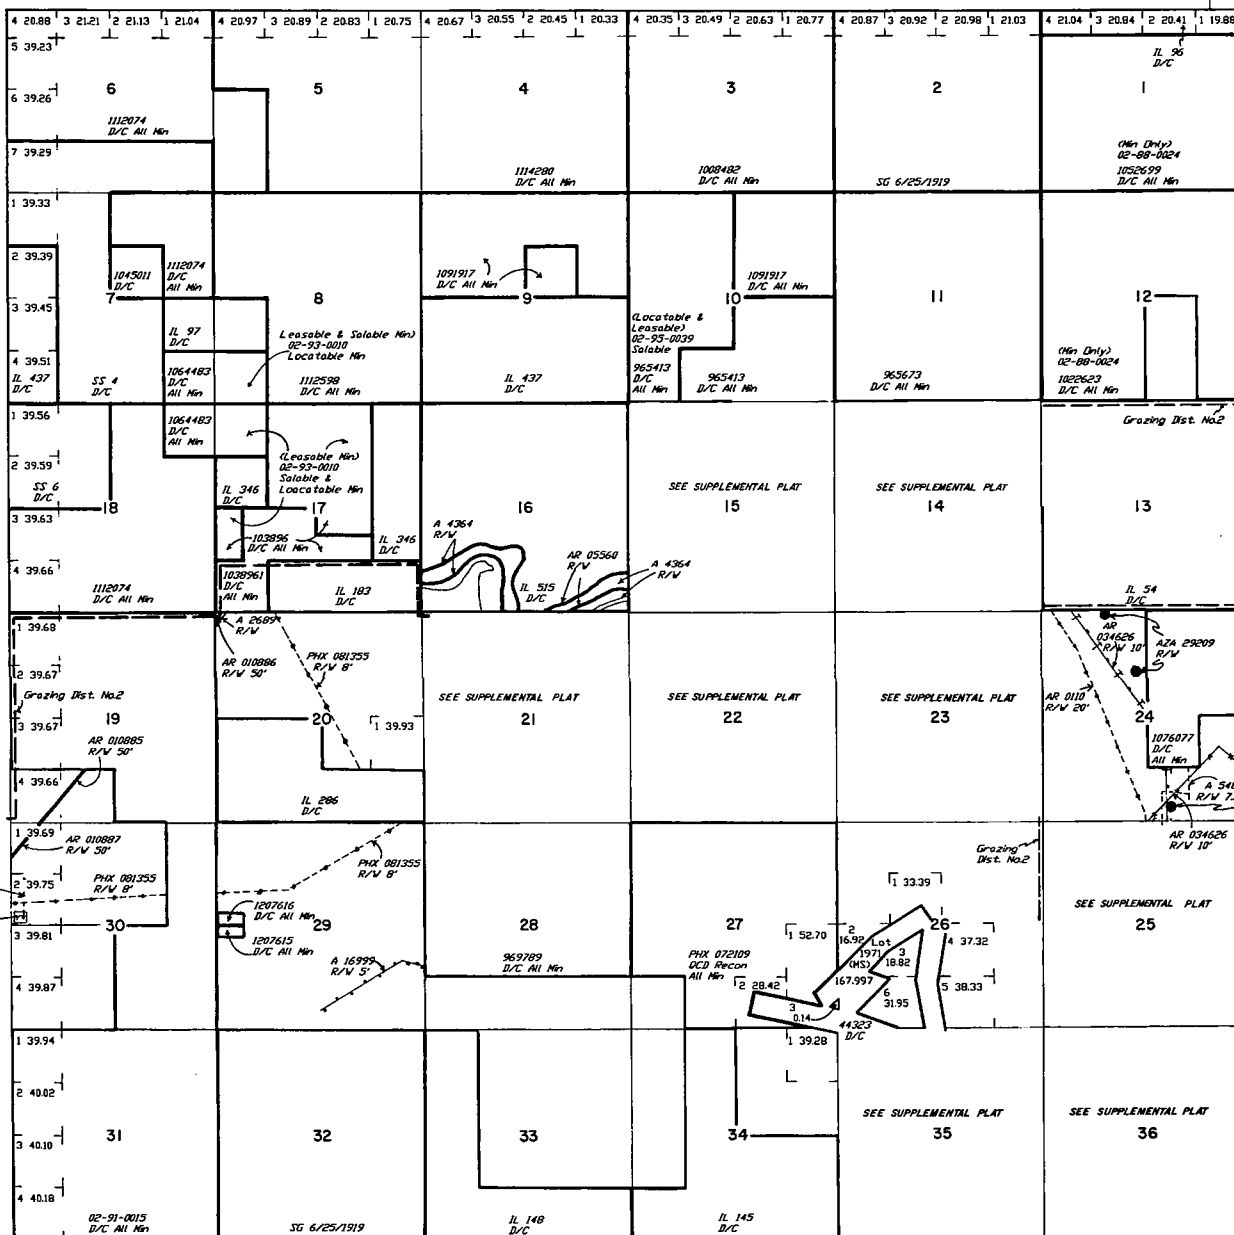 4 20.88 3 21.21 2 21.13 1 21.04 4 20.97 3 20.89 2 20.83 1 20.75 4 20.67 3 20.55 2 20.45 1 20.33 4 20.35 3 20.49 2 20.63 1 20.77 4 20.87 3 20.92 2 20.98 1 21.03 4 21.04 3 20.84 2 20.41 1 19.88
5 39.23
IL 96
D/C
6 5 4 3 2 1
6 39.26
1112074
D/C All Min
7 39.29
1114280
D/C All Min
1008482
D/C All Min
SG 6/25/1919
(Min Only)
02-88-0024
1052699
D/C All Min
1 39.33
2 39.39
1045011
D/C
1112074
D/C
All Min
1091917
D/C All Min
1091917
D/C All Min
7 8 9 10 11 12
3 39.45
IL 97
D/C
Leasable & Salable Min)
02-93-0010
Locatable Min
(Locatable &
Leasable)
02-95-0039
Salable
965413
D/C
All Min
965413
D/C All Min
965673
D/C All Min
(Min Only)
02-88-0024
1022623
D/C All Min
4 39.51
IL 437
D/C
SS 4
D/C
1064483
D/C
All Min
1112598
D/C All Min
IL 437
D/C
1 39.56
1064483
D/C
All Min
Grazing Dist. No.2
2 39.59
SS 6
D/C
(Leasable Min)
02-93-0010
Salable &
Loacatable Min
IL 346
D/C
SEE SUPPLEMENTAL PLAT
SEE SUPPLEMENTAL PLAT
18 17 16 15 14 13
3 39.63
103896
D/C All Min
IL 346
D/C
A 4364
R/W
AR 05560
R/W
A 4364
R/W
4 39.66
1112074
D/C All Min
1038961
D/C
All Min
IL 183
D/C
IL 515
D/C
IL 54
D/C
1 39.68
A 2689
R/W
AR 010886
R/W 50'
PHX 081355
R/W 8'
AR
034626
R/W 10'
AZA 29209
R/W
2 39.67
Grazing Dist. No.2
SEE SUPPLEMENTAL PLAT
SEE SUPPLEMENTAL PLAT
SEE SUPPLEMENTAL PLAT
AR 0110
R/W 20'
19 20 21 22 23 24
3 39.67
1 39.93
AR 010885
R/W 50'
1076077
D/C
All Min
4 39.66
IL 286
D/C
A 548
R/W 7.
AR 034626
R/W 10'
1 39.69
AR 010887
R/W 50'
PHX 081355
R/W 8'
Grazing
Dist. No.2
2 39.75
PHX 081355
R/W 8'
1 33.39
SEE SUPPLEMENTAL PLAT
1207616
D/C All Min
30 29 28 27 26 25
3 39.81
1207615
D/C All Min
A 16999
R/W 5'
969789
D/C All Min
PHX 072109
QCD Recon
All Min
1 52.70
2
16.92
Lot
1971
(MS)
167.997
3
18.82
4 37.32
4 39.87
2 28.42
3
0.14
6
31.95
5 38.33
44323
D/C
1 39.94
1 39.28
2 40.02
SEE SUPPLEMENTAL PLAT
SEE SUPPLEMENTAL PLAT
31 32 33 34 35 36
3 40.10
4 40.18
02-91-0015
D/C All Min
SG 6/25/1919
IL 148
D/C
IL 145
D/C